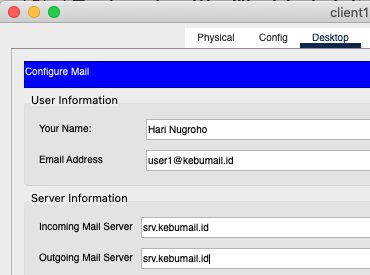 client1
Physical Config Desktop
Configure Mail
User Information
Your Name: Hari Nugroho
Email Address user1@kebumail.id
Server Information
Incoming Mail Server srv.kebumail.id
Outgoing Mail Server srv.kebumail.id